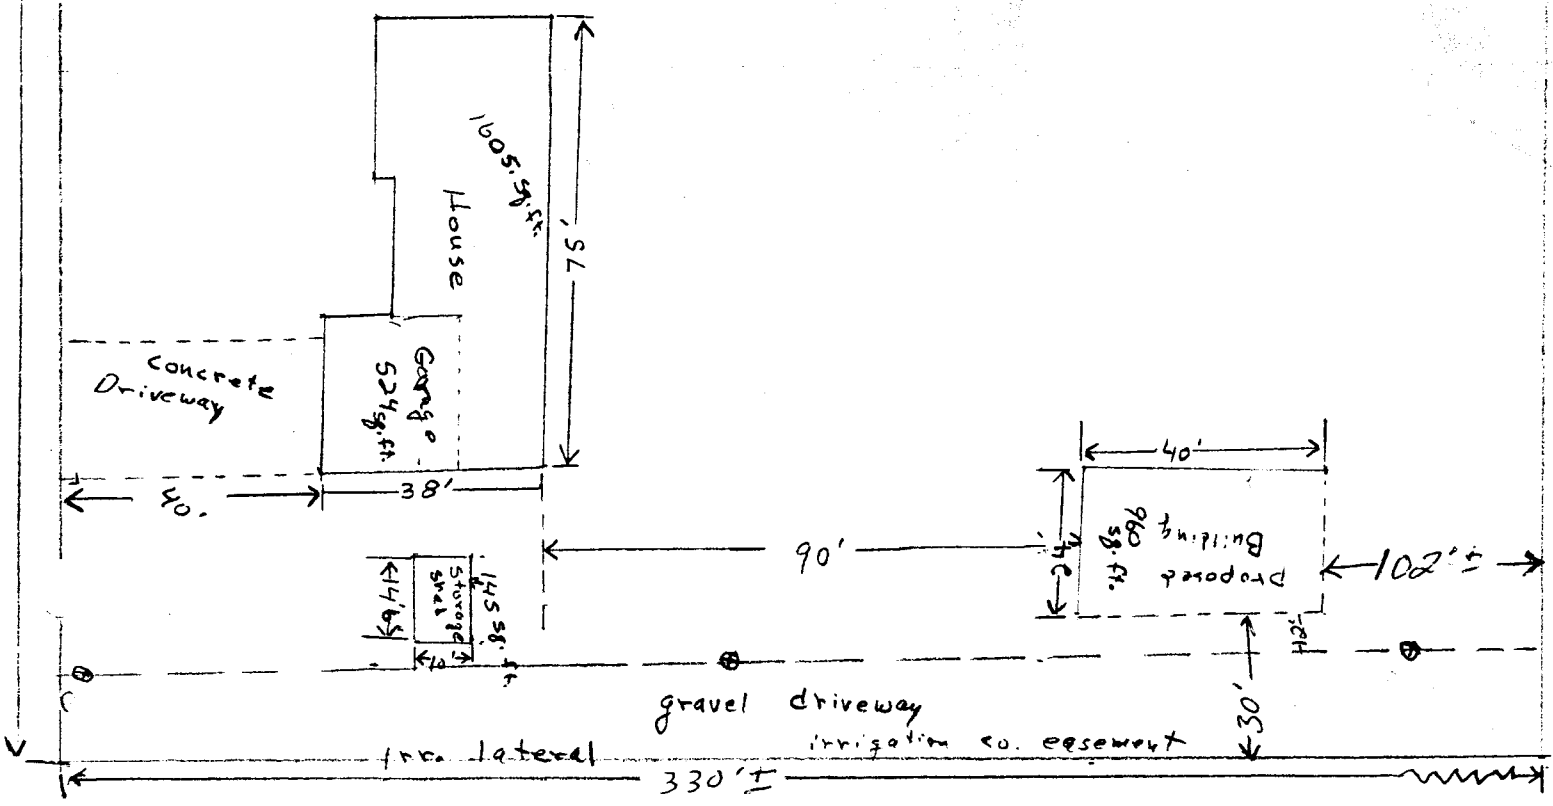 1605. sq. ft.
House
75'
Garage
524 sq. ft.
concrete
Driveway
40'
38'
40'
24'
proposed
Building
960
sq. ft.
90'
102'±
14'6"
storage
shed
145 sq. ft.
10'
30'
gravel driveway
Irr. lateral
irrigation co. easement
330'±